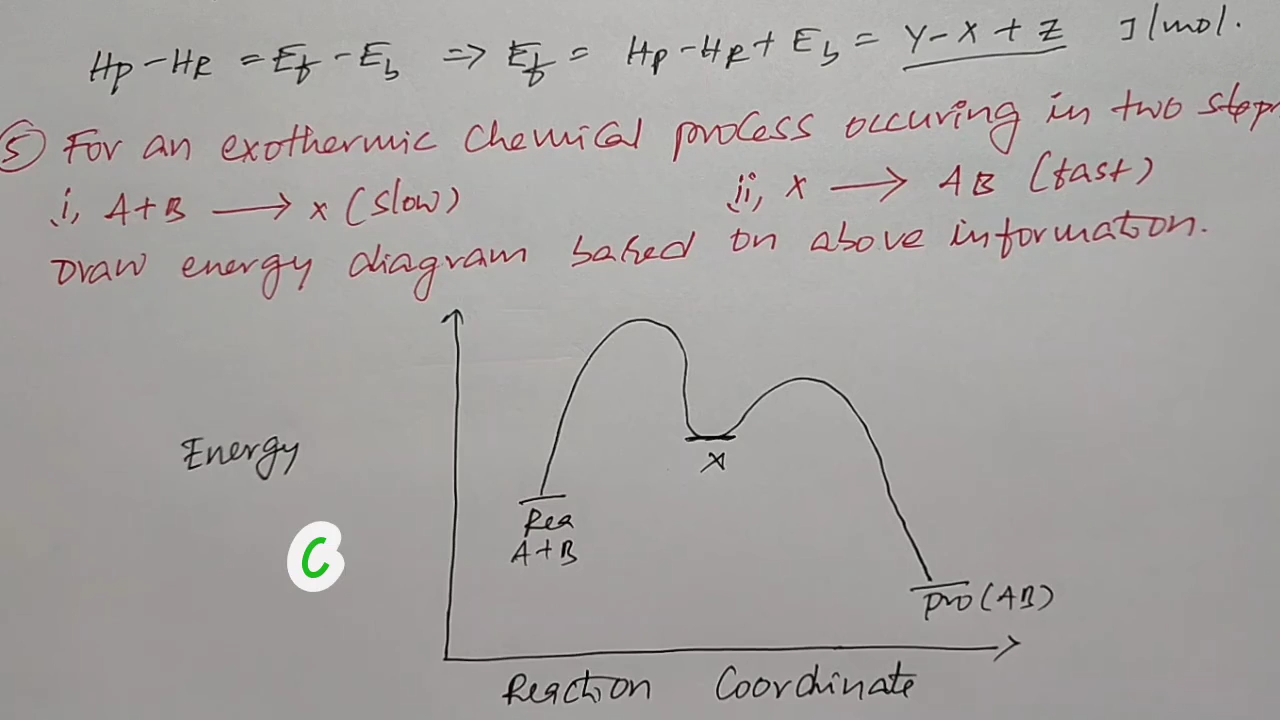 Hp-HR = Ef-Eb => Ef = Hp-HR+Eb = Y-X+Z J/mol.
⑤ For an exothermic chemical process occuring in two step
i, A+B → x (slow) ii, x → AB (fast)
Draw energy diagram based on above information.
Energy
x
Rea
A+B
C
pro (AB)
Reaction Coordinate